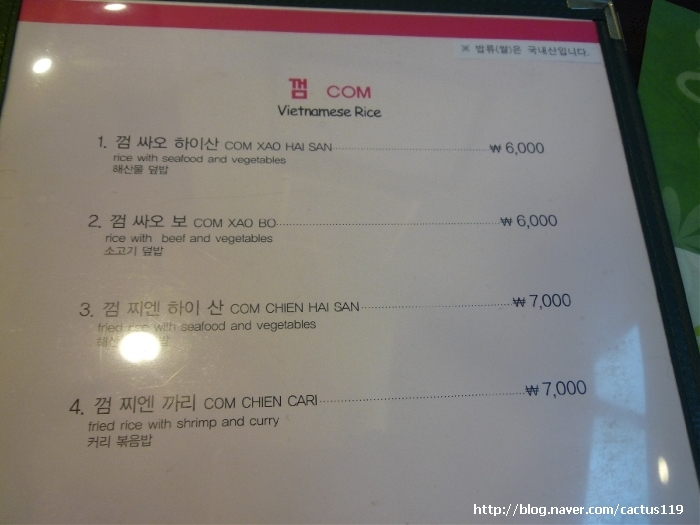 ※ 밥류(쌀)은 국내산입니다.
껌 COM
Vietnamese Rice
1. 껌 싸오 하이산 COM XAO HAI SAN ₩ 6,000
rice with seafood and vegetables
해산물 덮밥
2. 껌 싸오 보 COM XAO BO ₩ 6,000
rice with beef and vegetables
소고기 덮밥
3. 껌 찌엔 하이 산 COM CHIEN HAI SAN ₩ 7,000
fried rice with seafood and vegetables
4. 껌 찌엔 까리 COM CHIEN CARI ₩ 7,000
fried rice with shrimp and curry
커리 볶음밥
http://blog.naver.com/cactus119